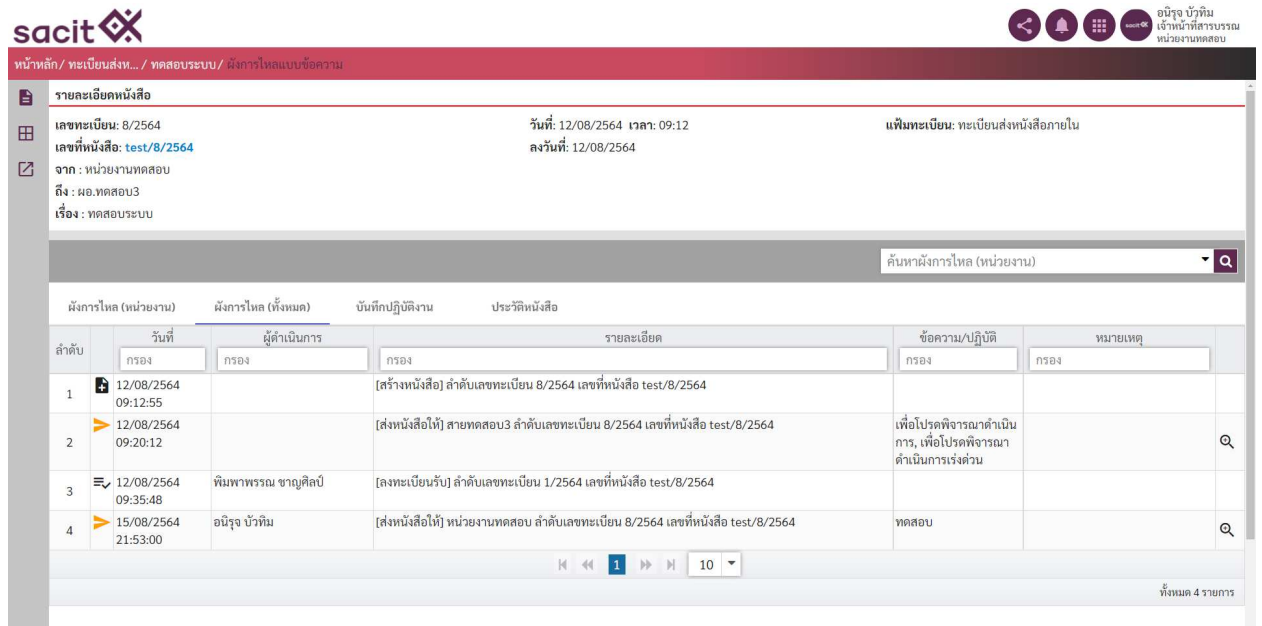 sacit
อนิรุจ บัวทิม
เจ้าหน้าที่สารบรรณ
หน่วยงานทดสอบ
หน้าหลัก/ ทะเบียนส่งห... / ทดสอบระบบ/ ผังการไหลแบบข้อความ
รายละเอียดหนังสือ
เลขทะเบียน: 8/2564 วันที่: 12/08/2564 เวลา: 09:12 แฟ้มทะเบียน: ทะเบียนส่งหนังสือภายใน
เลขที่หนังสือ: test/8/2564 ลงวันที่: 12/08/2564
จาก : หน่วยงานทดสอบ
ถึง : ผอ.ทดสอบ3
เรื่อง : ทดสอบระบบ
ค้นหาผังการไหล (หน่วยงาน)
ผังการไหล (หน่วยงาน) ผังการไหล (ทั้งหมด) บันทึกปฏิบัติงาน ประวัติหนังสือ
ลำดับ วันที่ ผู้ดำเนินการ รายละเอียด ข้อความ/ปฏิบัติ หมายเหตุ
กรอง กรอง กรอง กรอง กรอง
1 12/08/2564 [สร้างหนังสือ] ลำดับเลขทะเบียน 8/2564 เลขที่หนังสือ test/8/2564
09:12:55
2 12/08/2564 [ส่งหนังสือให้] สายทดสอบ3 ลำดับเลขทะเบียน 8/2564 เลขที่หนังสือ test/8/2564 เพื่อโปรดพิจารณาดำเนิน
09:20:12 การ, เพื่อโปรดพิจารณา
ดำเนินการเร่งด่วน
3 12/08/2564 พิมพาพรรณ ชาญศิลป์ [ลงทะเบียนรับ] ลำดับเลขทะเบียน 1/2564 เลขที่หนังสือ test/8/2564
09:35:48
4 15/08/2564 อนิรุจ บัวทิม [ส่งหนังสือให้] หน่วยงานทดสอบ ลำดับเลขทะเบียน 8/2564 เลขที่หนังสือ test/8/2564 ทดสอบ
21:53:00
1 10
ทั้งหมด 4 รายการ